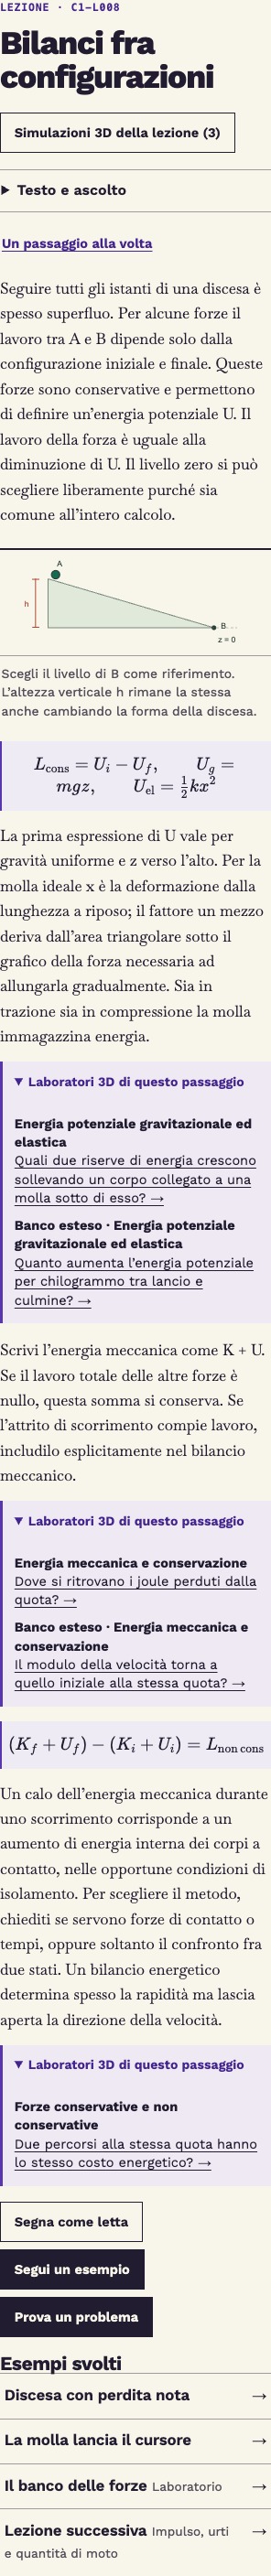 LEZIONE · C1—L008
Bilanci fra
configurazioni
Simulazioni 3D della lezione (3)
▶ Testo e ascolto
Un passaggio alla volta
Seguire tutti gli istanti di una discesa è
spesso superfluo. Per alcune forze il
lavoro tra A e B dipende solo dalla
configurazione iniziale e finale. Queste
forze sono conservative e permettono
di definire un’energia potenziale U. Il
lavoro della forza è uguale alla
diminuzione di U. Il livello zero si può
scegliere liberamente purché sia
comune all’intero calcolo.
A
h
B
z = 0
Scegli il livello di B come riferimento.
L’altezza verticale h rimane la stessa
anche cambiando la forma della discesa.
L_cons = U_i − U_f, U_g =
mgz, U_el = ½kx²
La prima espressione di U vale per
gravità uniforme e z verso l’alto. Per la
molla ideale x è la deformazione dalla
lunghezza a riposo; il fattore un mezzo
deriva dall’area triangolare sotto il
grafico della forza necessaria ad
allungarla gradualmente. Sia in
trazione sia in compressione la molla
immagazzina energia.
▼ Laboratori 3D di questo passaggio
Energia potenziale gravitazionale ed
elastica
Quali due riserve di energia crescono
sollevando un corpo collegato a una
molla sotto di esso? →
Banco esteso · Energia potenziale
gravitazionale ed elastica
Quanto aumenta l’energia potenziale
per chilogrammo tra lancio e
culmine? →
Scrivi l’energia meccanica come K + U.
Se il lavoro totale delle altre forze è
nullo, questa somma si conserva. Se
l’attrito di scorrimento compie lavoro,
includilo esplicitamente nel bilancio
meccanico.
▼ Laboratori 3D di questo passaggio
Energia meccanica e conservazione
Dove si ritrovano i joule perduti dalla
quota? →
Banco esteso · Energia meccanica e
conservazione
Il modulo della velocità torna a
quello iniziale alla stessa quota? →
(K_f + U_f) − (K_i + U_i) = L_non cons
Un calo dell’energia meccanica durante
uno scorrimento corrisponde a un
aumento di energia interna dei corpi a
contatto, nelle opportune condizioni di
isolamento. Per scegliere il metodo,
chiediti se servono forze di contatto o
tempi, oppure soltanto il confronto fra
due stati. Un bilancio energetico
determina spesso la rapidità ma lascia
aperta la direzione della velocità.
▼ Laboratori 3D di questo passaggio
Forze conservative e non
conservative
Due percorsi alla stessa quota hanno
lo stesso costo energetico? →
Segna come letta
Segui un esempio
Prova un problema
Esempi svolti
Discesa con perdita nota →
La molla lancia il cursore →
Il banco delle forze Laboratorio →
Lezione successiva Impulso, urti →
e quantità di moto